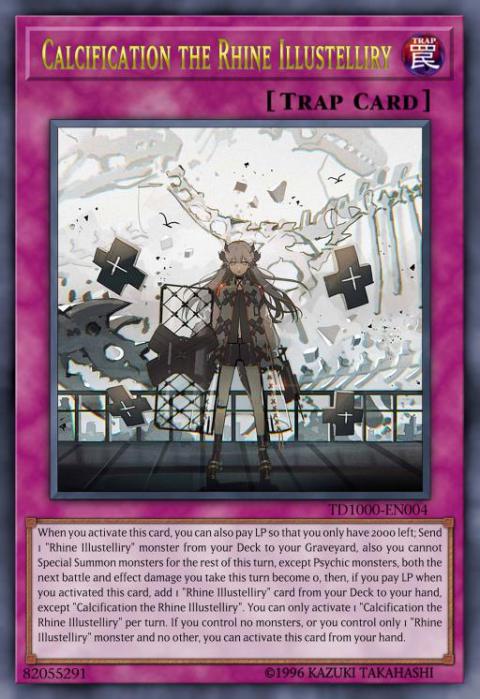 CALCIFICATION THE RHINE ILLUSTELLIRY
TRAP
罠
[TRAP CARD]
TD1000-EN004
When you activate this card, you can also pay LP so that you only have 2000 left; Send
1 "Rhine Illustelliry" monster from your Deck to your Graveyard, also you cannot
Special Summon monsters for the rest of this turn, except Psychic monsters, both the
next battle and effect damage you take this turn become 0, then, if you pay LP when
you activated this card, add 1 "Rhine Illustelliry" card from your Deck to your hand,
except "Calcification the Rhine Illustelliry". You can only activate 1 "Calcification the
Rhine Illustelliry" per turn. If you control no monsters, or you control only 1 "Rhine
Illustelliry" monster and no other, you can activate this card from your hand.
82055291
©1996 KAZUKI TAKAHASHI